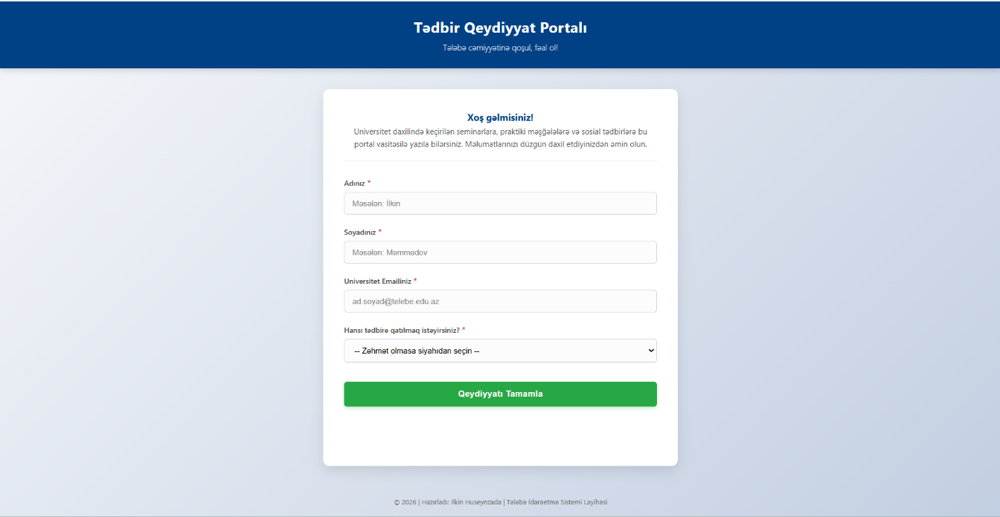 Tədbir Qeydiyyat Portalı
Tələbə cəmiyyətinə qoşul, fəal ol!
Xoş gəlmisiniz!
Universitet daxilində keçirilən seminarlara, praktiki məşğələlərə və sosial tədbirlərə bu
portal vasitəsilə yazıla bilərsiniz. Məlumatlarınızı düzgün daxil etdiyinizdən əmin olun.
Adınız *
Məsələn: İlkin
Soyadınız *
Məsələn: Məmmədov
Universitet Emailiniz *
ad.soyad@telebe.edu.az
Hansı tədbirə qatılmaq istəyirsiniz? *
-- Zəhmət olmasa siyahıdan seçin --
Qeydiyyatı Tamamla
© 2026 | Hazırladı: Ilkin Huseynzada | Tələbə İdarəetmə Sistemi Layihəsi